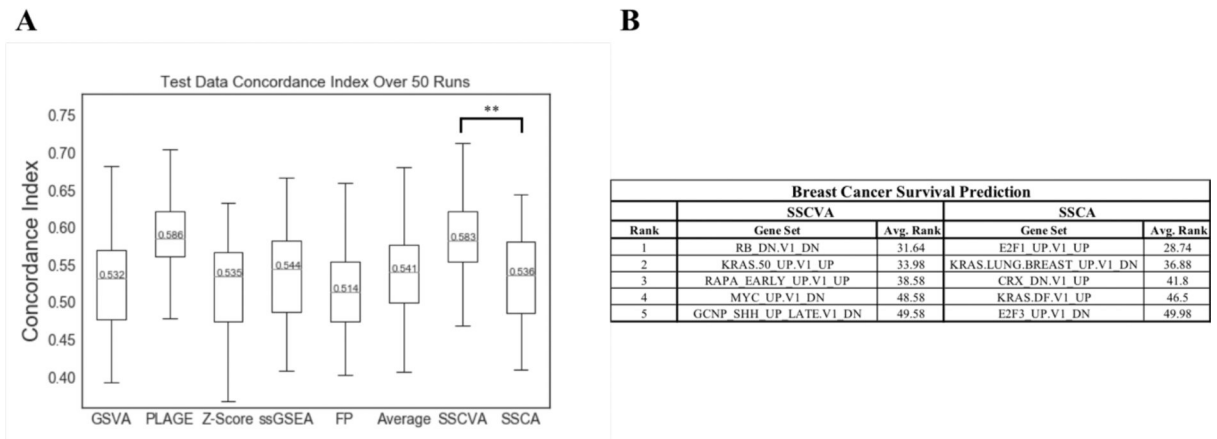 A
B
Test Data Concordance Index Over 50 Runs
**
Concordance Index
0.75
0.70
0.65
0.60
0.55
0.50
0.45
0.40
0.532
0.586
0.535
0.544
0.514
0.541
0.583
0.536
GSVA PLAGE Z-Score ssGSEA FP Average SSCVA SSCA
Breast Cancer Survival Prediction
SSCVA SSCA
Rank Gene Set Avg. Rank Gene Set Avg. Rank
1 RB_DN.V1_DN 31.64 E2F1_UP.V1_UP 28.74
2 KRAS.50_UP.V1_UP 33.98 KRAS.LUNG.BREAST_UP.V1_DN 36.88
3 RAPA_EARLY_UP.V1_UP 38.58 CRX_DN.V1_UP 41.8
4 MYC_UP.V1_DN 48.58 KRAS.DF.V1_UP 46.5
5 GCNP_SHH_UP_LATE.V1_DN 49.58 E2F3_UP.V1_DN 49.98